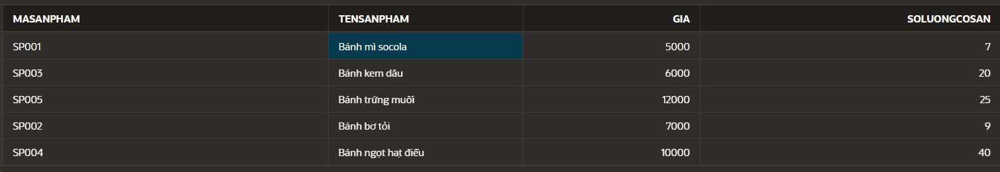 MASANPHAM TENSANPHAM GIA SOLUONGCOSAN
SP001 Bánh mì socola 5000 7
SP003 Bánh kem dâu 6000 20
SP005 Bánh trứng muối 12000 25
SP002 Bánh bơ tỏi 7000 9
SP004 Bánh ngọt hạt điều 10000 40